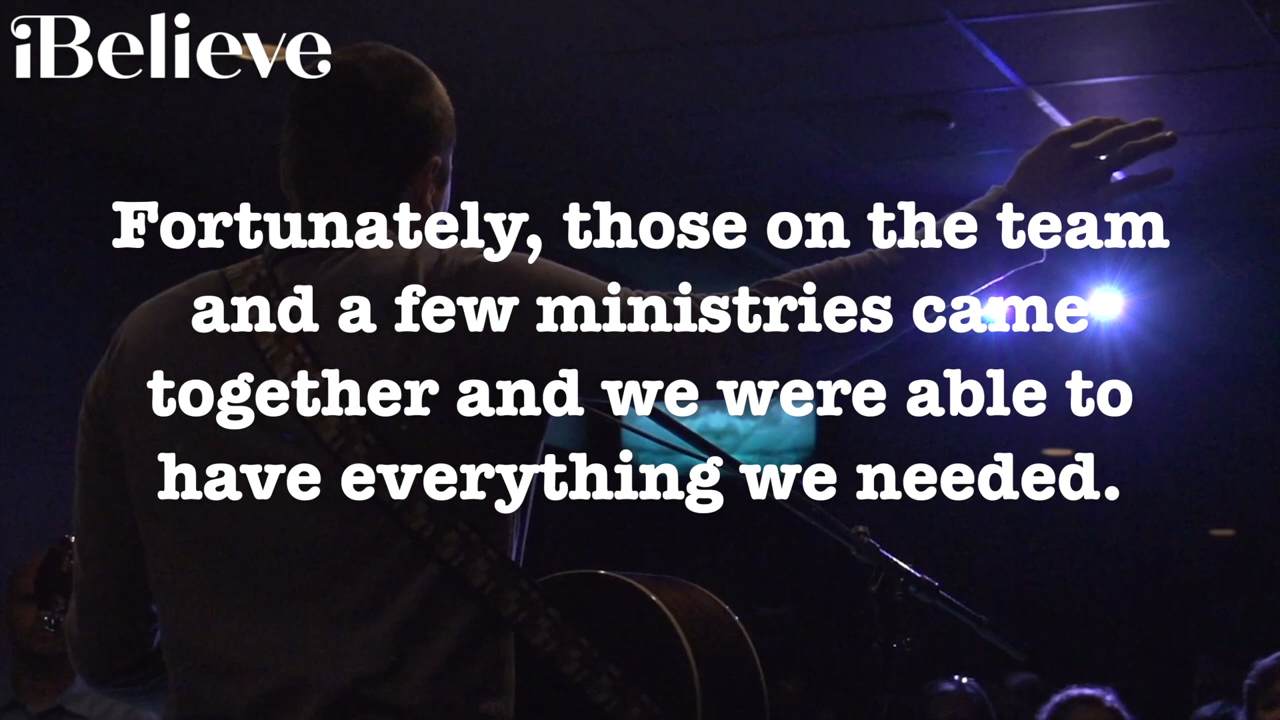 iBelieve
Fortunately, those on the team
and a few ministries came
together and we were able to
have everything we needed.